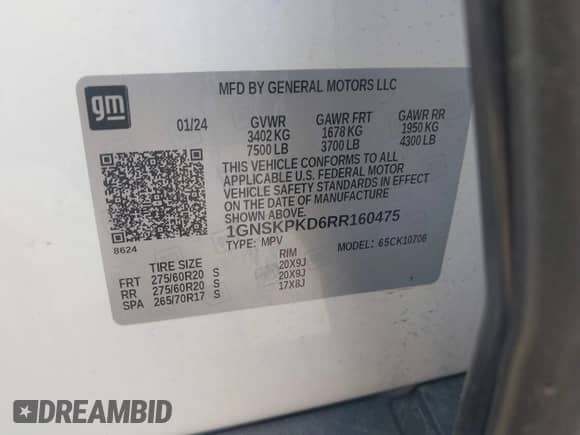 gm
MFD BY GENERAL MOTORS LLC
01/24
GVWR GAWR FRT GAWR RR
3402 KG 1678 KG 1950 KG
7500 LB 3700 LB 4300 LB
THIS VEHICLE CONFORMS TO ALL
APPLICABLE U.S. FEDERAL MOTOR
VEHICLE SAFETY STANDARDS IN EFFECT
ON THE DATE OF MANUFACTURE
SHOWN ABOVE.
1GNSKPKD6RR160475
8624
TYPE: MPV MODEL: 65CK10706
TIRE SIZE RIM
FRT 275/60R20 S 20X9J
RR 275/60R20 S 20X9J
SPA 265/70R17 S 17X8J
DREAMBID